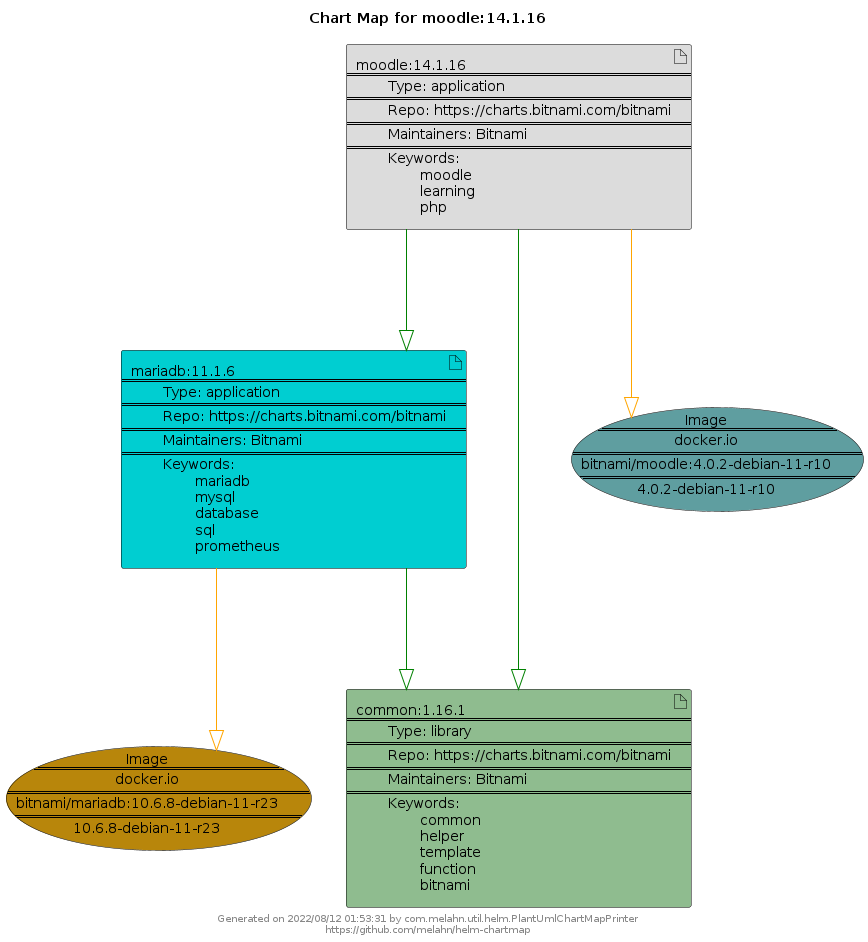 Chart Map for moodle:14.1.16
moodle:14.1.16
Type: application
Repo: https://charts.bitnami.com/bitnami
Maintainers: Bitnami
Keywords:
moodle
learning
php
mariadb:11.1.6
Type: application
Repo: https://charts.bitnami.com/bitnami
Maintainers: Bitnami
Keywords:
mariadb
mysql
database
sql
prometheus
Image
docker.io
bitnami/moodle:4.0.2-debian-11-r10
4.0.2-debian-11-r10
Image
docker.io
bitnami/mariadb:10.6.8-debian-11-r23
10.6.8-debian-11-r23
common:1.16.1
Type: library
Repo: https://charts.bitnami.com/bitnami
Maintainers: Bitnami
Keywords:
common
helper
template
function
bitnami
Generated on 2022/08/12 01:53:31 by com.melahn.util.helm.PlantUmlChartMapPrinter
https://github.com/melahn/helm-chartmap